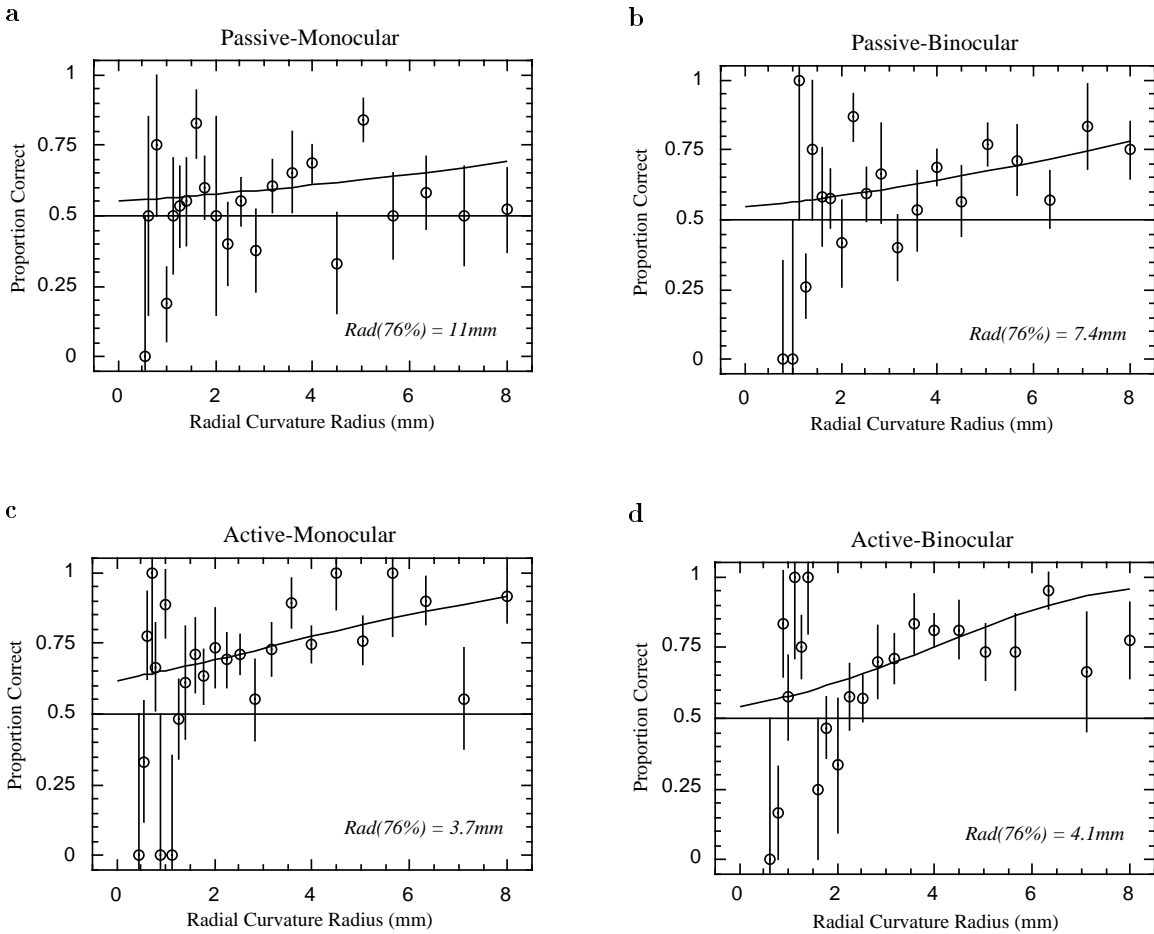 a
Passive-Monocular
1
0.75
0.5
0.25
0
Proportion Correct
Rad(76%) = 11mm
0 2 4 6 8
Radial Curvature Radius (mm)
b
Passive-Binocular
1
0.75
0.5
0.25
0
Proportion Correct
Rad(76%) = 7.4mm
0 2 4 6 8
Radial Curvature Radius (mm)
c
Active-Monocular
1
0.75
0.5
0.25
0
Proportion Correct
Rad(76%) = 3.7mm
0 2 4 6 8
Radial Curvature Radius (mm)
d
Active-Binocular
1
0.75
0.5
0.25
0
Proportion Correct
Rad(76%) = 4.1mm
0 2 4 6 8
Radial Curvature Radius (mm)